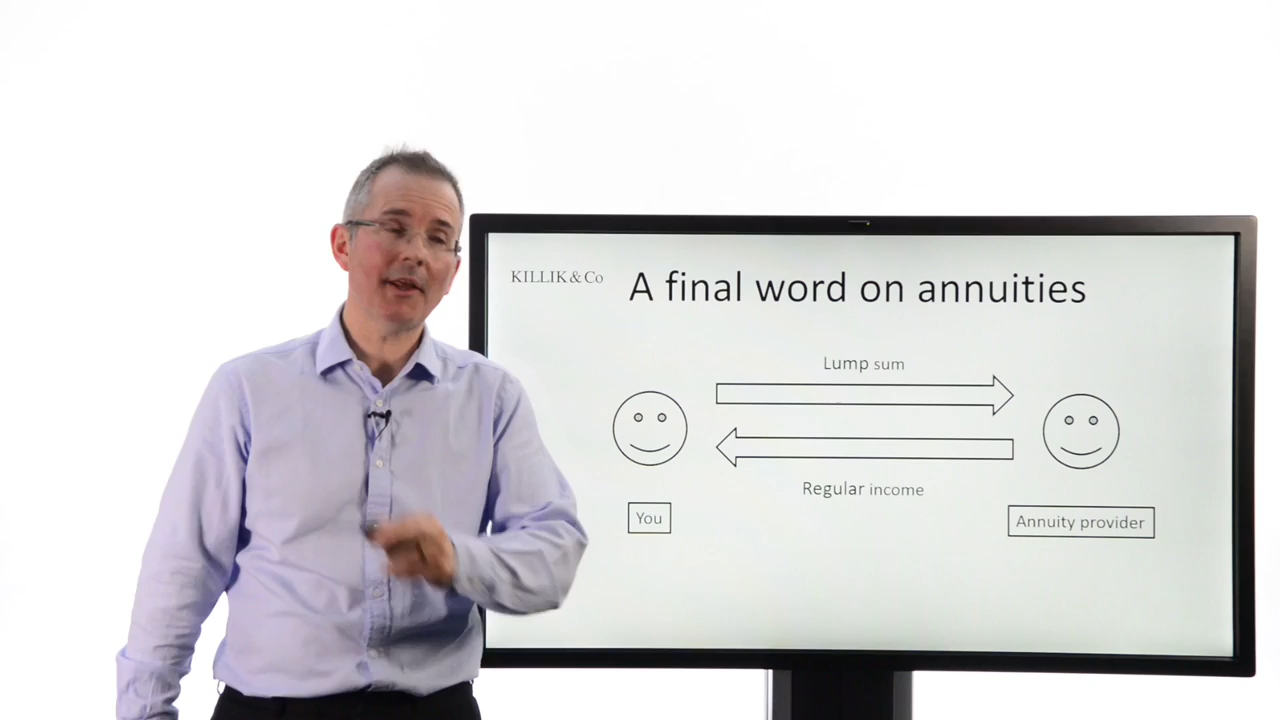 KILLIK & Co
A final word on annuities
Lump sum
Regular income
You
Annuity provider